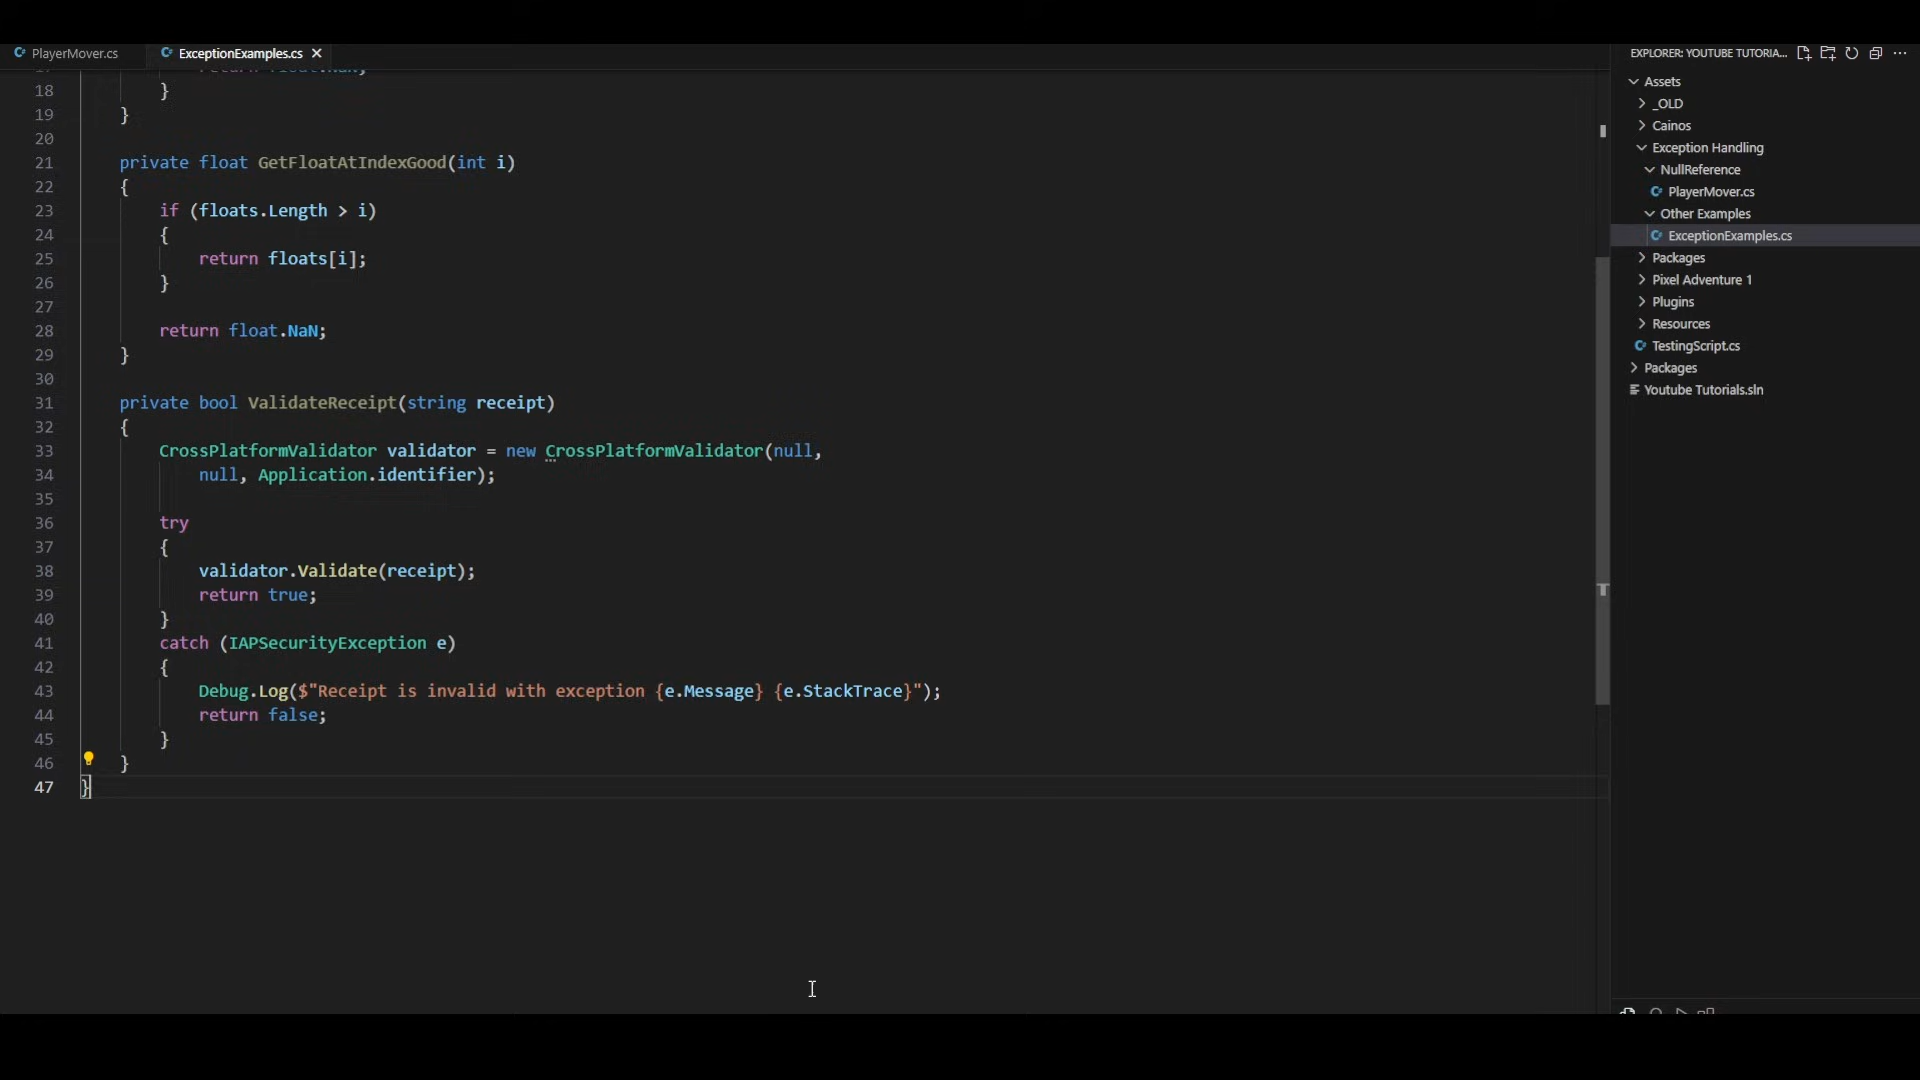 PlayerMover.cs
ExceptionExamples.cs
EXPLORER: YOUTUBE TUTORIA...
18 }
19 }
20
21 private float GetFloatAtIndexGood(int i)
22 {
23 if (floats.Length > i)
24 {
25 return floats[i];
26 }
27
28 return float.NaN;
29 }
30
31 private bool ValidateReceipt(string receipt)
32 {
33 CrossPlatformValidator validator = new CrossPlatformValidator(null,
34 null, Application.identifier);
35
36 try
37 {
38 validator.Validate(receipt);
39 return true;
40 }
41 catch (IAPSecurityException e)
42 {
43 Debug.Log($"Receipt is invalid with exception {e.Message} {e.StackTrace}");
44 return false;
45 }
46 }
47 }
Assets
_OLD
Cainos
Exception Handling
NullReference
PlayerMover.cs
Other Examples
ExceptionExamples.cs
Packages
Pixel Adventure 1
Plugins
Resources
TestingScript.cs
Packages
Youtube Tutorials.sln